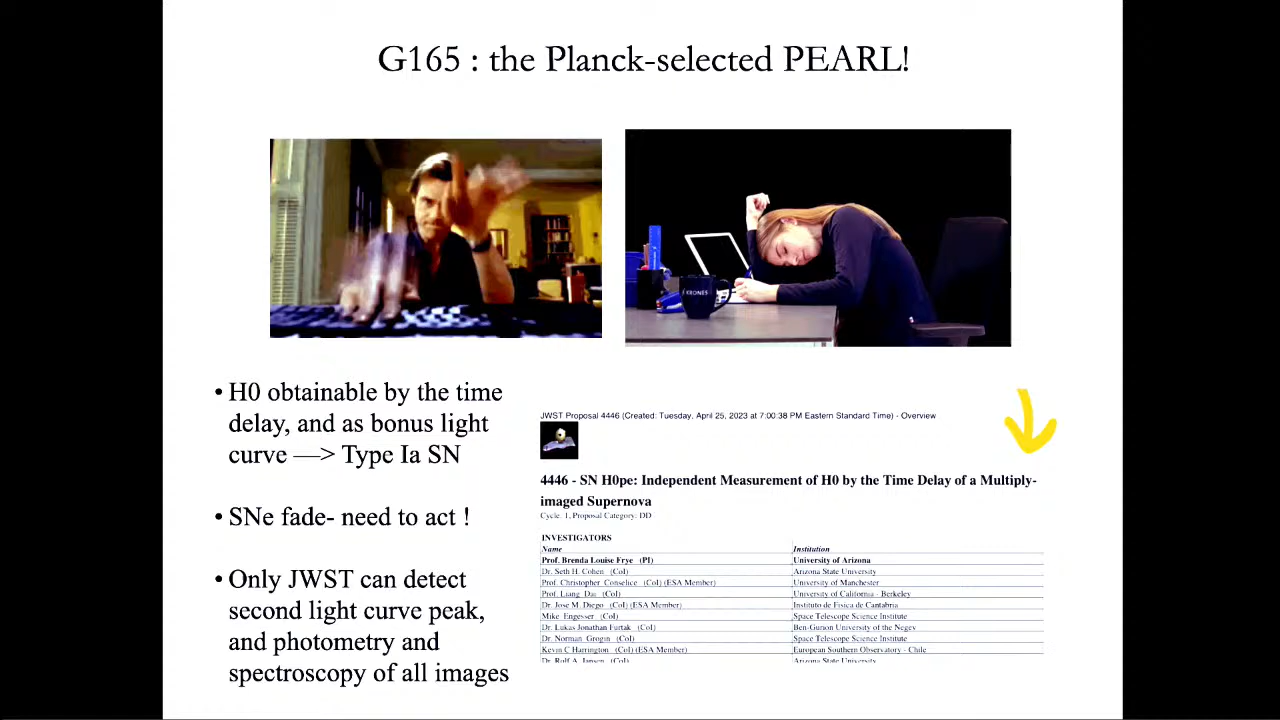 G165 : the Planck-selected PEARL!
KRONES
• H0 obtainable by the time
delay, and as bonus light
curve —> Type Ia SN
• SNe fade- need to act !
• Only JWST can detect
second light curve peak,
and photometry and
spectroscopy of all images
JWST Proposal 4446 (Created: Tuesday, April 25, 2023 at 7:00:38 PM Eastern Standard Time) - Overview
4446 - SN H0pe: Independent Measurement of H0 by the Time Delay of a Multiply-
imaged Supernova
Cycle: 1, Proposal Category: DD
INVESTIGATORS
Name Institution
Prof. Brenda Louise Frye (PI) University of Arizona
Dr. Seth H. Cohen (CoI) Arizona State University
Prof. Christopher Conselice (CoI) (ESA Member) University of Manchester
Prof. Liang Dai (CoI) University of California - Berkeley
Dr. Jose M. Diego (CoI) (ESA Member) Instituto de Fisica de Cantabria
Mike Engesser (CoI) Space Telescope Science Institute
Dr. Lukas Jonathan Furtak (CoI) Ben-Gurion University of the Negev
Dr. Norman Grogin (CoI) Space Telescope Science Institute
Kevin C Harrington (CoI) (ESA Member) European Southern Observatory - Chile
Dr. Rolf A. Jansen (CoI) Arizona State University